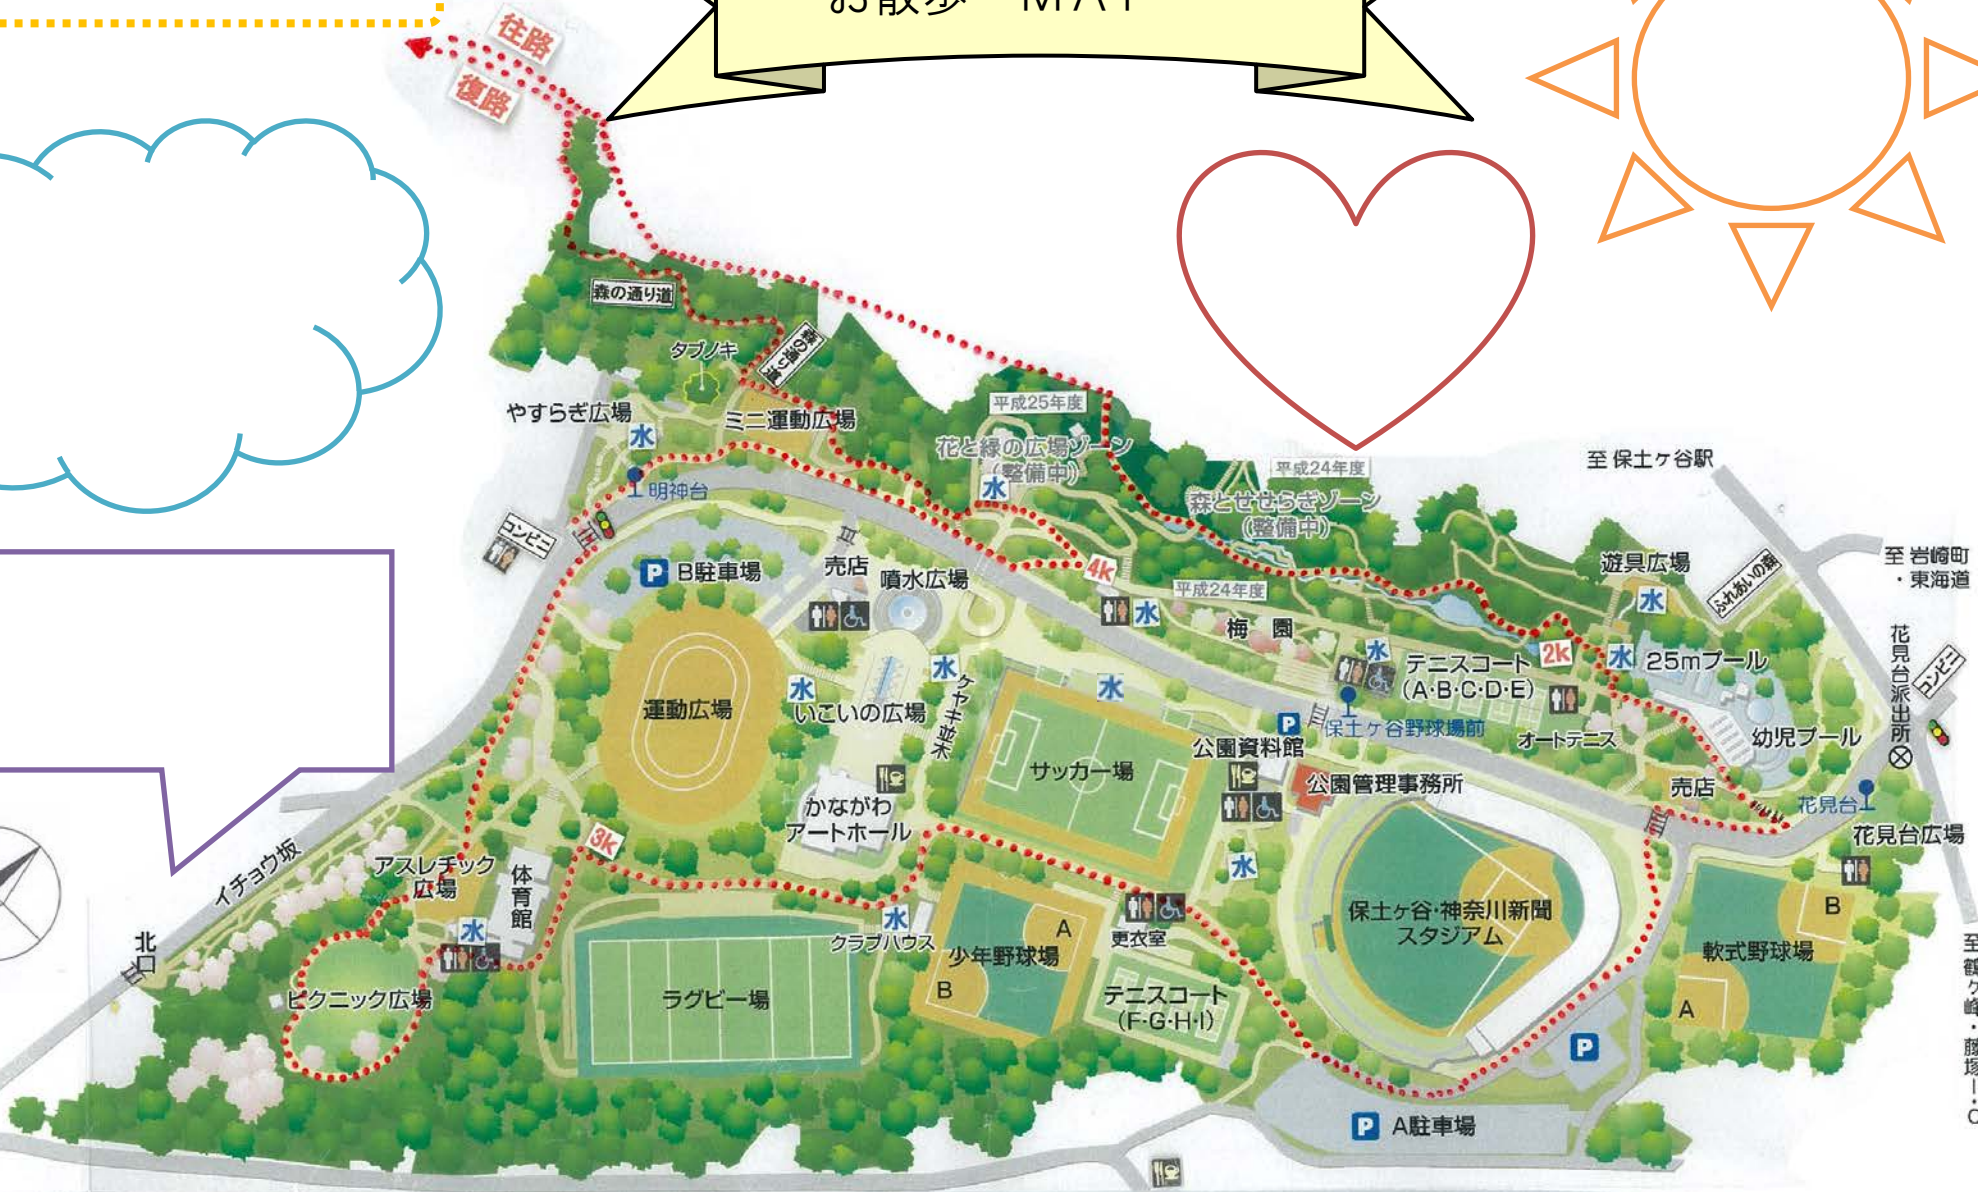 お散歩 MAP
往路
復路
森の通り道
森の通り道
タブノキ
やすらぎ広場
ミニ運動広場
水
明神台
コンビニ
平成25年度
花と緑の広場ゾーン
(整備中)
水
平成24年度
森とせせらぎゾーン
(整備中)
至 保土ヶ谷駅
至 岩崎町
・東海道
遊具広場
水
ふれあいの森
P B駐車場
売店
噴水広場
4k
水
平成24年度
梅園
水
テニスコート
(A・B・C・D・E)
2k
水
25mプール
花見台派出所
コンビニ
運動広場
水
いこいの広場
水
ケヤキ並木
水
サッカー場
P
公園資料館
保土ヶ谷野球場前
オートテニス
幼児プール
公園管理事務所
売店
花見台
花見台広場
かながわ
アートホール
3k
イチョウ坂
アスレチック
広場
体育館
水
北口
ピクニック広場
ラグビー場
水
クラブハウス
少年野球場
A
B
更衣室
水
テニスコート
(F・G・H・I)
保土ヶ谷・神奈川新聞
スタジアム
軟式野球場
B
A
P
P A駐車場
至 鶴ヶ峰・藤塚